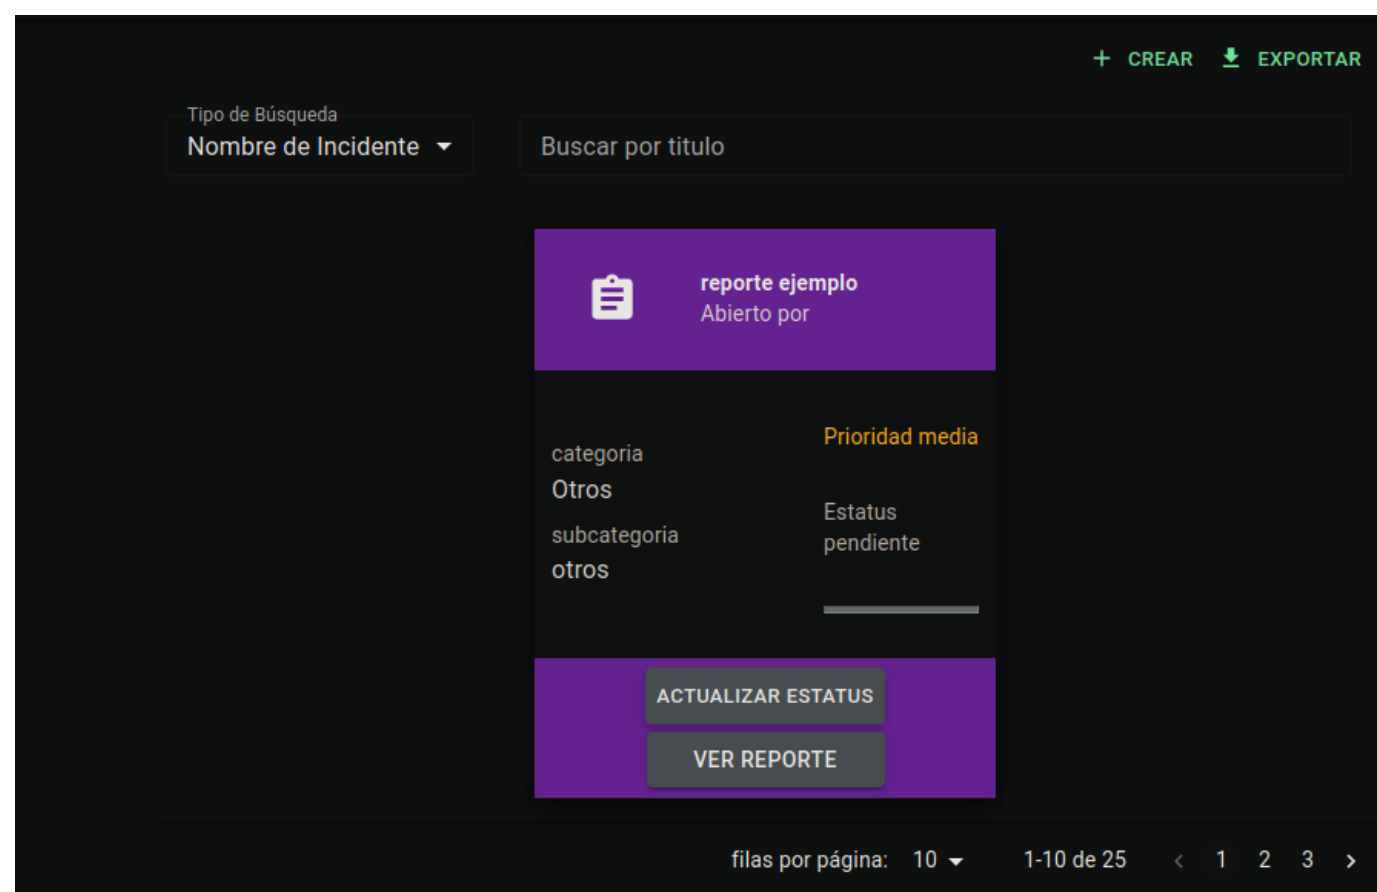 + CREAR EXPORTAR
Tipo de Búsqueda
Nombre de Incidente
Buscar por titulo
reporte ejemplo
Abierto por
categoria
Otros
subcategoria
otros
Prioridad media
Estatus
pendiente
ACTUALIZAR ESTATUS
VER REPORTE
filas por página: 10 1-10 de 25 < 1 2 3 >